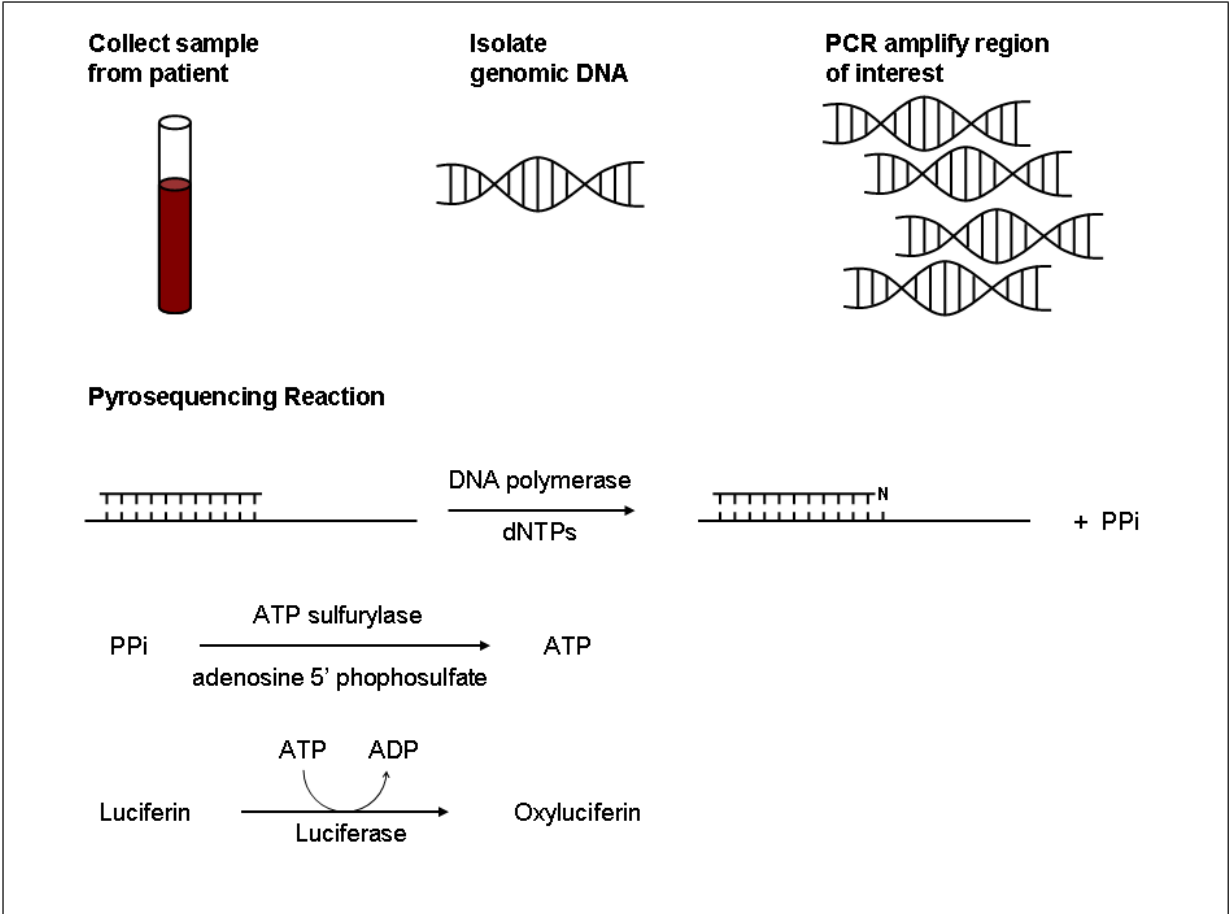 Collect sample
from patient
Isolate
genomic DNA
PCR amplify region
of interest
Pyrosequencing Reaction
DNA polymerase
dNTPs
N
+ PPi
PPi
ATP sulfurylase
adenosine 5’ phophosulfate
ATP
ATP ADP
Luciferin
Luciferase
Oxyluciferin